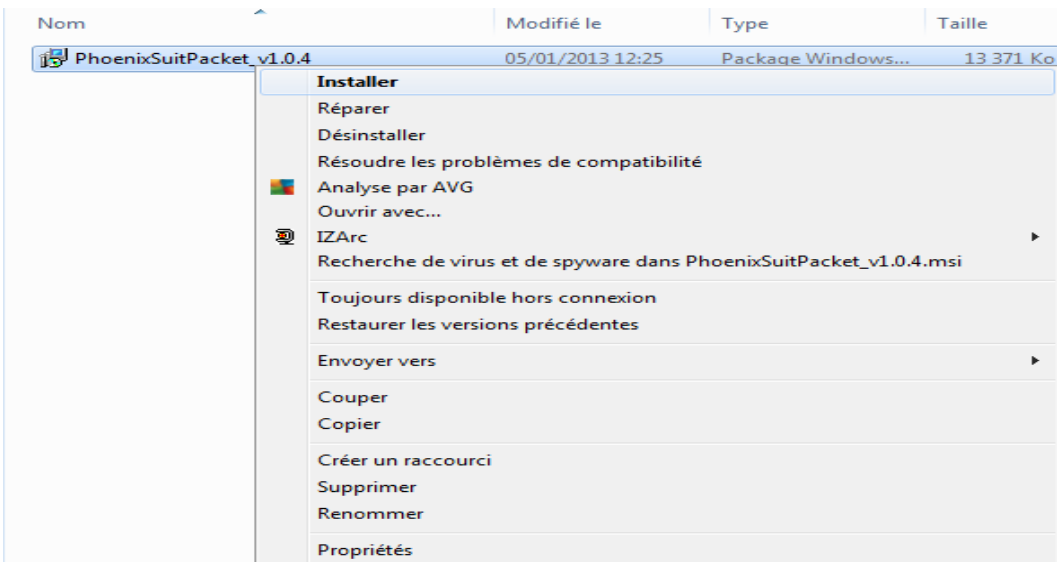 Nom Modifié le Type Taille
PhoenixSuitPacket_v1.0.4 05/01/2013 12:25 Package Windows... 13 371 Ko
Installer
Réparer
Désinstaller
Résoudre les problèmes de compatibilité
Analyse par AVG
Ouvrir avec...
IZArc
Recherche de virus et de spyware dans PhoenixSuitPacket_v1.0.4.msi
Toujours disponible hors connexion
Restaurer les versions précédentes
Envoyer vers
Couper
Copier
Créer un raccourci
Supprimer
Renommer
Propriétés